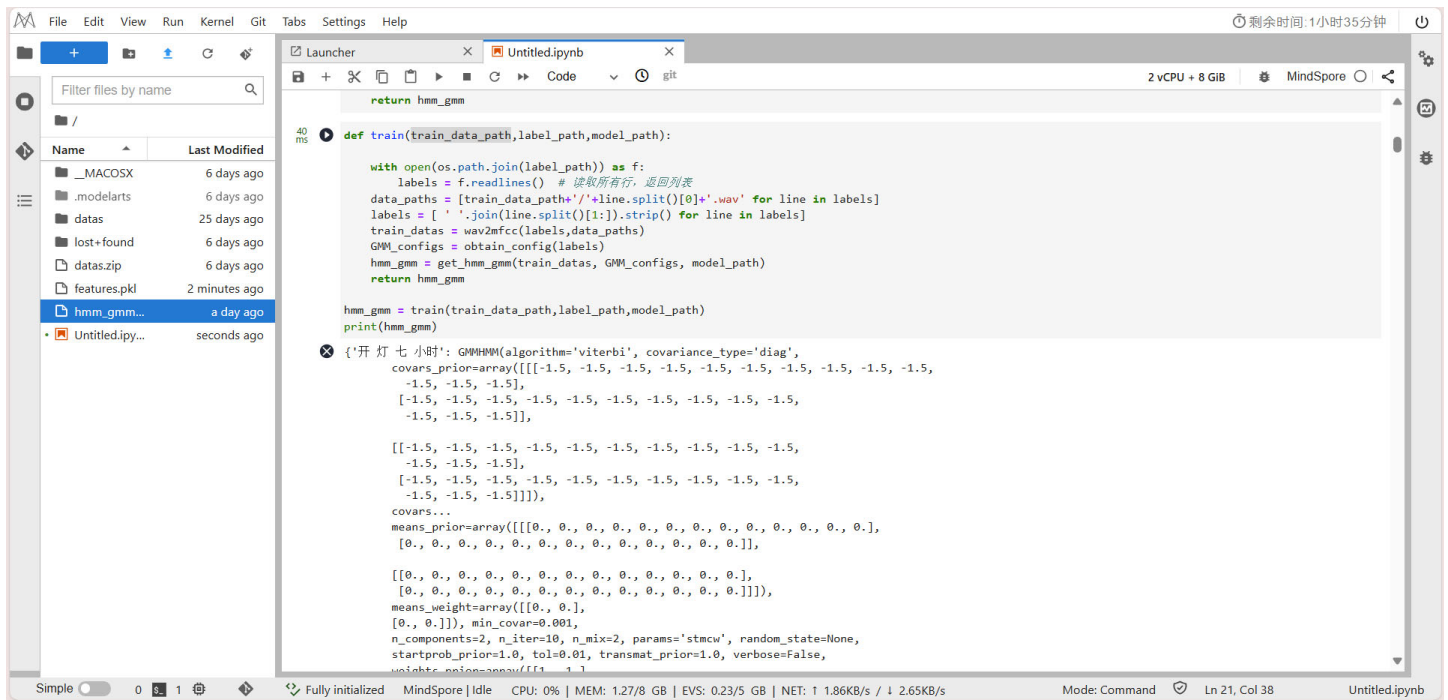 File Edit View Run Kernel Git Tabs Settings Help
剩余时间:1小时35分钟
+
Launcher
Untitled.ipynb
Code
git
2 vCPU + 8 GiB
MindSpore
Filter files by name
/
Name Last Modified
__MACOSX 6 days ago
.modelarts 6 days ago
datas 25 days ago
lost+found 6 days ago
datas.zip 6 days ago
features.pkl 2 minutes ago
hmm_gmm... a day ago
Untitled.ipy... seconds ago
return hmm_gmm
40
ms
def train(train_data_path,label_path,model_path):
with open(os.path.join(label_path)) as f:
labels = f.readlines() # 读取所有行，返回列表
data_paths = [train_data_path+'/'+line.split()[0]+'.wav' for line in labels]
labels = [ ' '.join(line.split()[1:]).strip() for line in labels]
train_datas = wav2mfcc(labels,data_paths)
GMM_configs = obtain_config(labels)
hmm_gmm = get_hmm_gmm(train_datas, GMM_configs, model_path)
return hmm_gmm
hmm_gmm = train(train_data_path,label_path,model_path)
print(hmm_gmm)
{'开 灯 七 小时': GMMHMM(algorithm='viterbi', covariance_type='diag',
covars_prior=array([[[-1.5, -1.5, -1.5, -1.5, -1.5, -1.5, -1.5, -1.5, -1.5, -1.5,
-1.5, -1.5, -1.5],
[-1.5, -1.5, -1.5, -1.5, -1.5, -1.5, -1.5, -1.5, -1.5, -1.5,
-1.5, -1.5, -1.5]],
[[-1.5, -1.5, -1.5, -1.5, -1.5, -1.5, -1.5, -1.5, -1.5, -1.5,
-1.5, -1.5, -1.5],
[-1.5, -1.5, -1.5, -1.5, -1.5, -1.5, -1.5, -1.5, -1.5, -1.5,
-1.5, -1.5, -1.5]]]),
covars...
means_prior=array([[[0., 0., 0., 0., 0., 0., 0., 0., 0., 0., 0., 0., 0.],
[0., 0., 0., 0., 0., 0., 0., 0., 0., 0., 0., 0., 0.]],
[[0., 0., 0., 0., 0., 0., 0., 0., 0., 0., 0., 0., 0.],
[0., 0., 0., 0., 0., 0., 0., 0., 0., 0., 0., 0., 0.]]]),
means_weight=array([[0., 0.],
[0., 0.]]), min_covar=0.001,
n_components=2, n_iter=10, n_mix=2, params='stmcw', random_state=None,
startprob_prior=1.0, tol=0.01, transmat_prior=1.0, verbose=False,
weights_prior=array([[1., 1.],
Simple 0 1 Fully initialized MindSpore | Idle CPU: 0% | MEM: 1.27/8 GB | EVS: 0.23/5 GB | NET: ↑ 1.86KB/s / ↓ 2.65KB/s Mode: Command Ln 21, Col 38 Untitled.ipynb